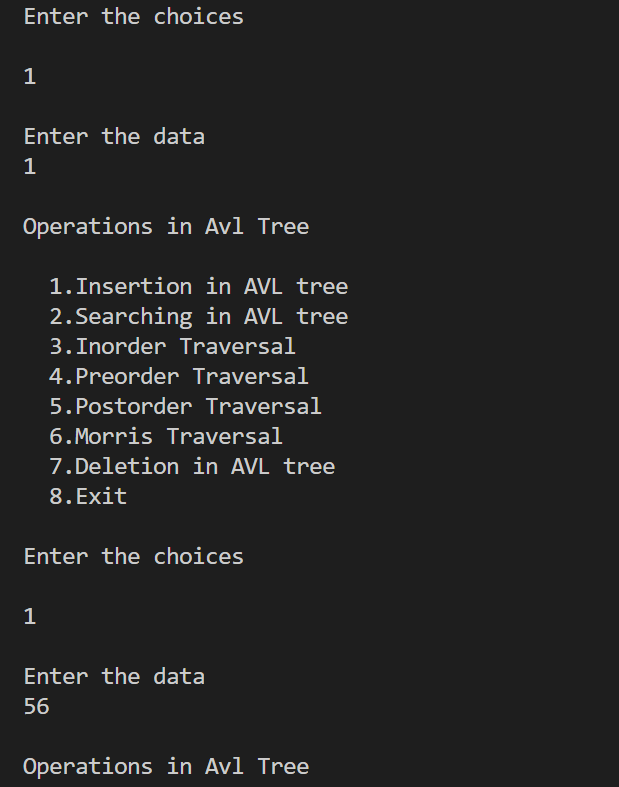 Enter the choices
1
Enter the data
1
Operations in Avl Tree
1.Insertion in AVL tree
2.Searching in AVL tree
3.Inorder Traversal
4.Preorder Traversal
5.Postorder Traversal
6.Morris Traversal
7.Deletion in AVL tree
8.Exit
Enter the choices
1
Enter the data
56
Operations in Avl Tree